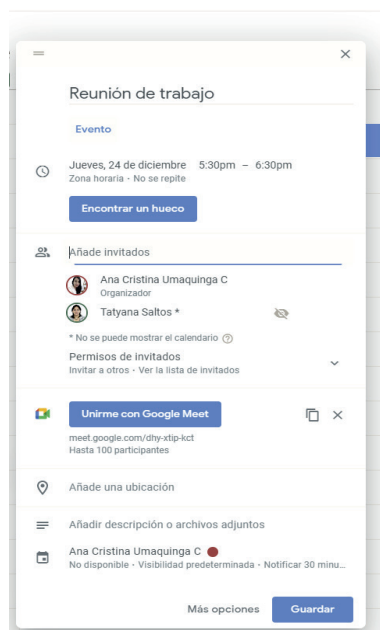 Reunión de trabajo
Evento
Jueves, 24 de diciembre 5:30pm – 6:30pm
Zona horaria · No se repite
Encontrar un hueco
Añade invitados
Ana Cristina Umaquinga C
Organizador
Tatyana Saltos *
* No se puede mostrar el calendario
Permisos de invitados
Invitar a otros · Ver la lista de invitados
Unirme con Google Meet
meet.google.com/dhy-xtip-kct
Hasta 100 participantes
Añade una ubicación
Añadir descripción o archivos adjuntos
Ana Cristina Umaquinga C
No disponible · Visibilidad predeterminada · Notificar 30 minu...
Más opciones Guardar